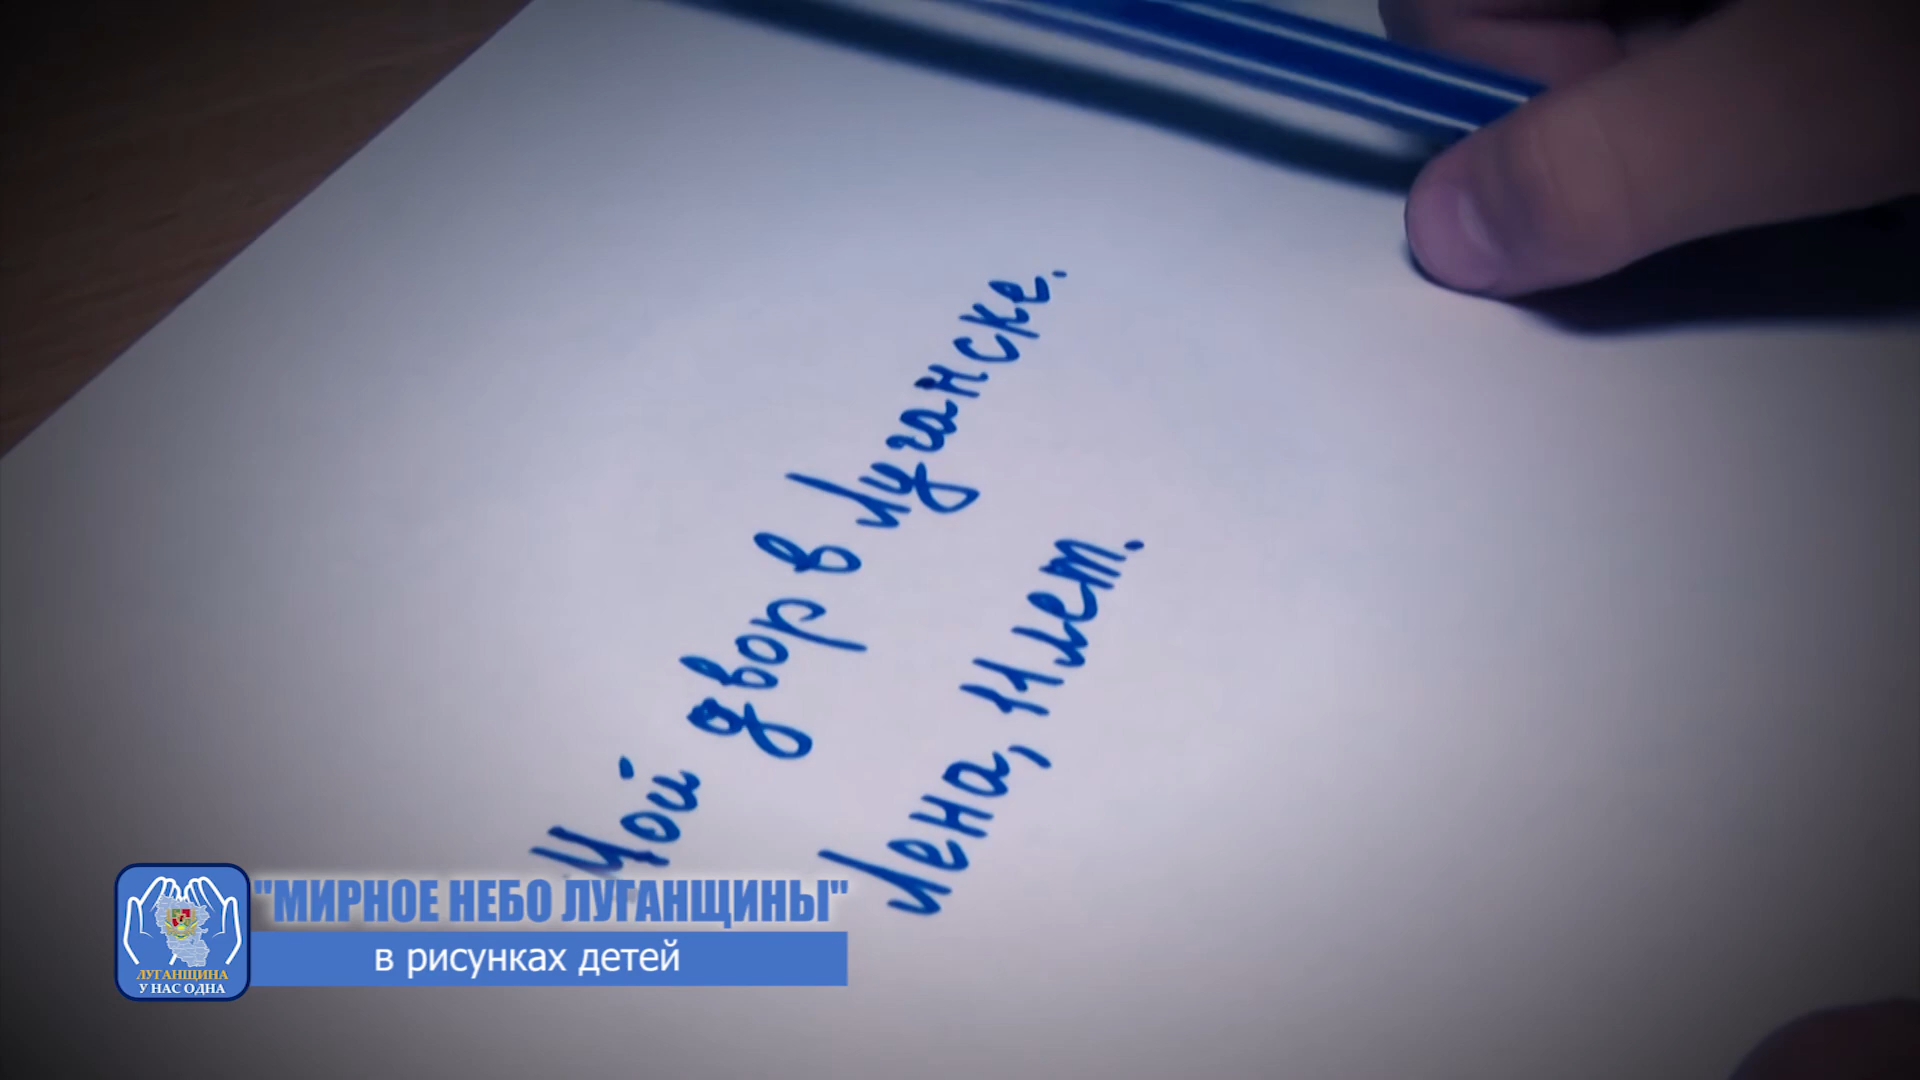 Мой двор в Луганске.
Лена, 11 лет.
"МИРНОЕ НЕБО ЛУГАНЩИНЫ"
в рисунках детей
ЛУГАНЩИНА
У НАС ОДНА